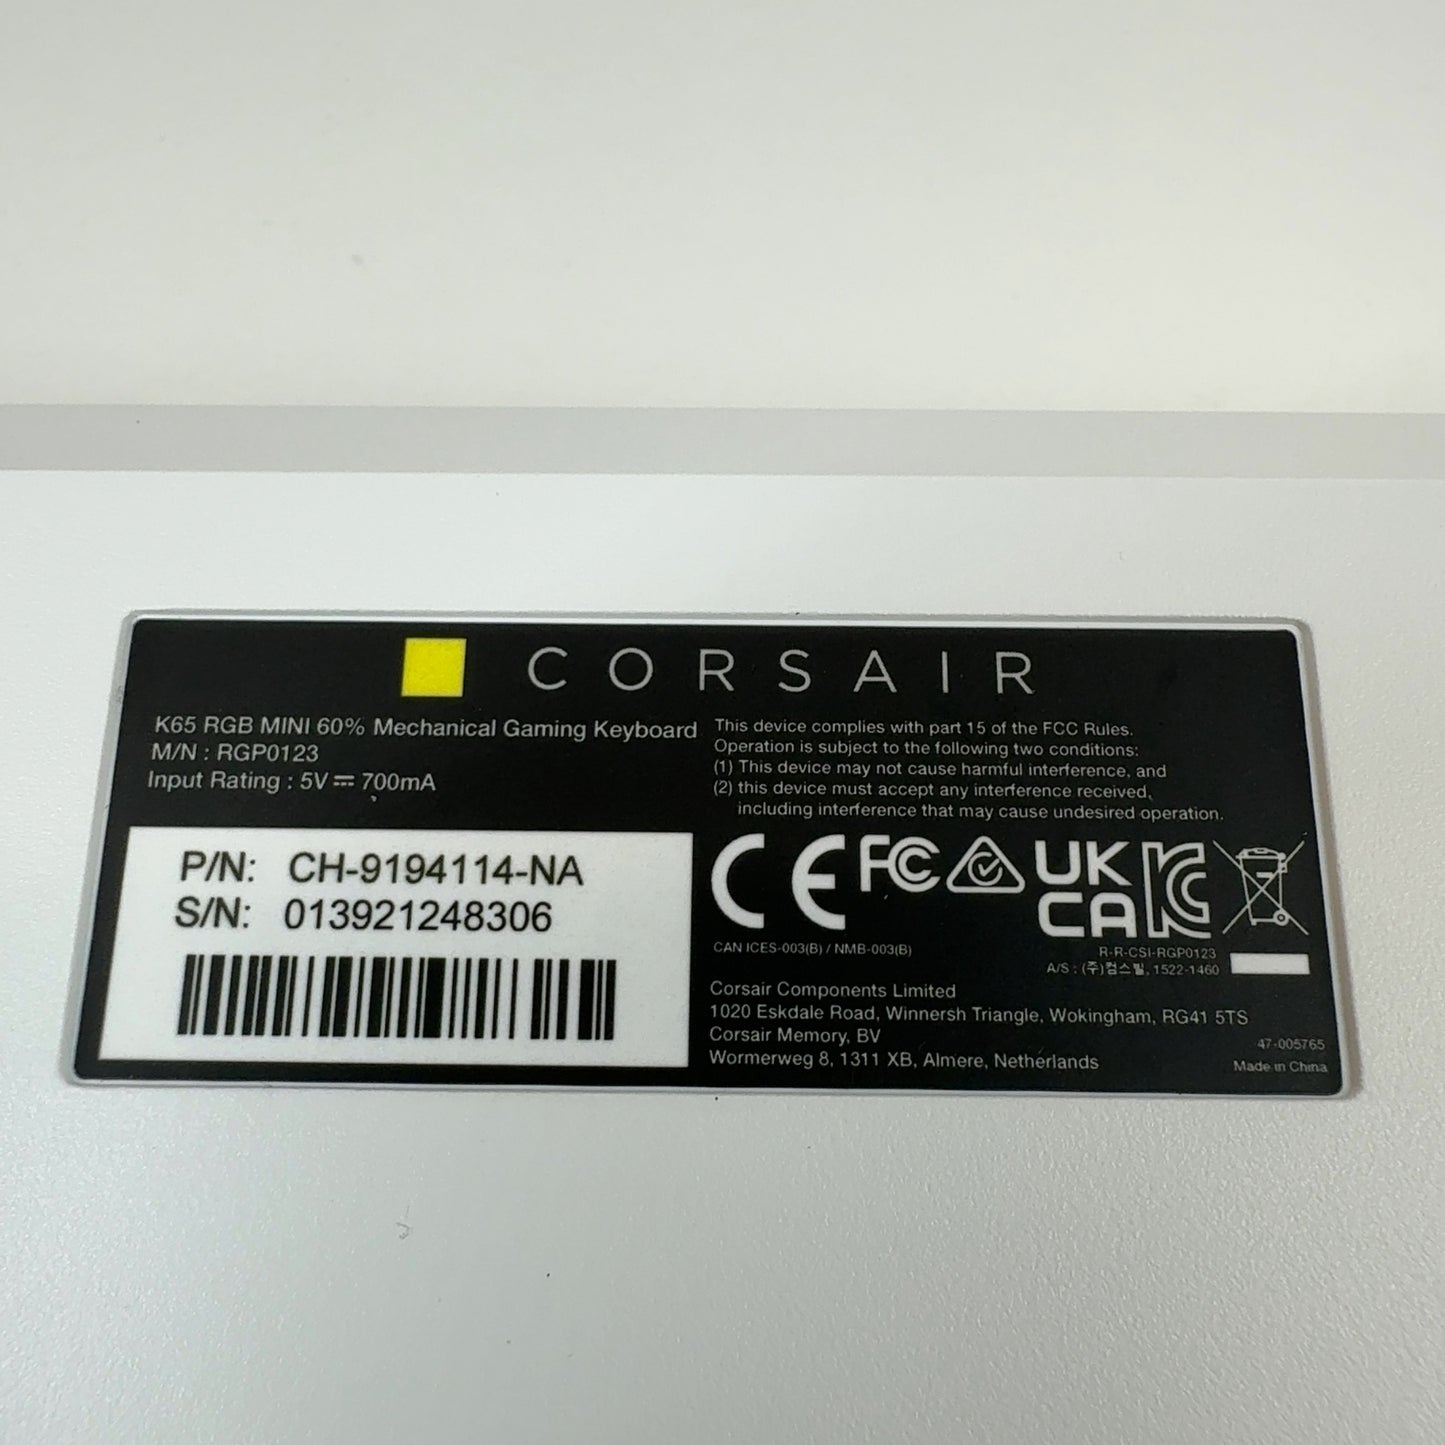 CORSAIR
K65 RGB MINI 60% Mechanical Gaming Keyboard
M/N : RGP0123
Input Rating : 5V⎓700mA
P/N: CH-9194114-NA
S/N: 013921248306
This device complies with part 15 of the FCC Rules.
Operation is subject to the following two conditions:
(1) This device may not cause harmful interference, and
(2) this device must accept any interference received,
including interference that may cause undesired operation.
CE FC UK
CA
CAN ICES-003(B) / NMB-003(B)
R-R-CSI-RGP0123
A/S : (주)컴스빌, 1522-1460
Corsair Components Limited
1020 Eskdale Road, Winnersh Triangle, Wokingham, RG41 5TS
Corsair Memory, BV
Wormerweg 8, 1311 XB, Almere, Netherlands
47-005765
Made in China